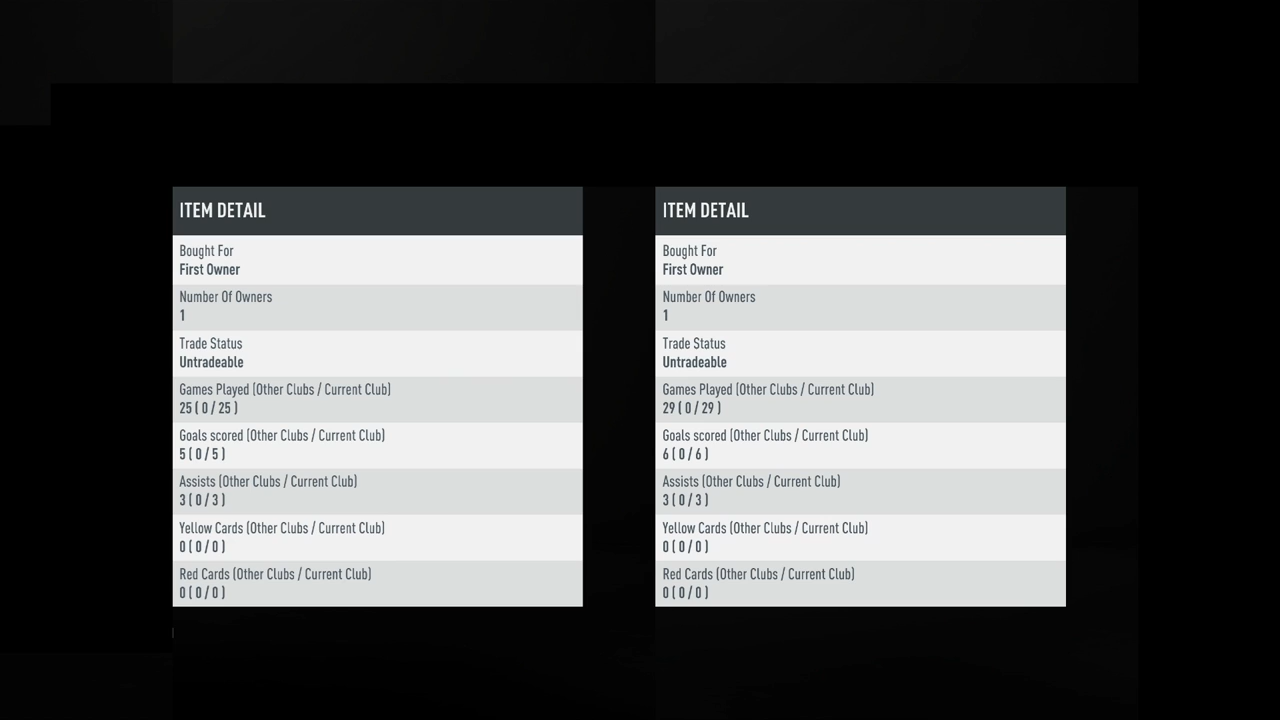 ITEM DETAIL
Bought For
First Owner
Number Of Owners
1
Trade Status
Untradeable
Games Played (Other Clubs / Current Club)
25 ( 0 / 25 )
Goals scored (Other Clubs / Current Club)
5 ( 0 / 5 )
Assists (Other Clubs / Current Club)
3 ( 0 / 3 )
Yellow Cards (Other Clubs / Current Club)
0 ( 0 / 0 )
Red Cards (Other Clubs / Current Club)
0 ( 0 / 0 )
ITEM DETAIL
Bought For
First Owner
Number Of Owners
1
Trade Status
Untradeable
Games Played (Other Clubs / Current Club)
29 ( 0 / 29 )
Goals scored (Other Clubs / Current Club)
6 ( 0 / 6 )
Assists (Other Clubs / Current Club)
3 ( 0 / 3 )
Yellow Cards (Other Clubs / Current Club)
0 ( 0 / 0 )
Red Cards (Other Clubs / Current Club)
0 ( 0 / 0 )